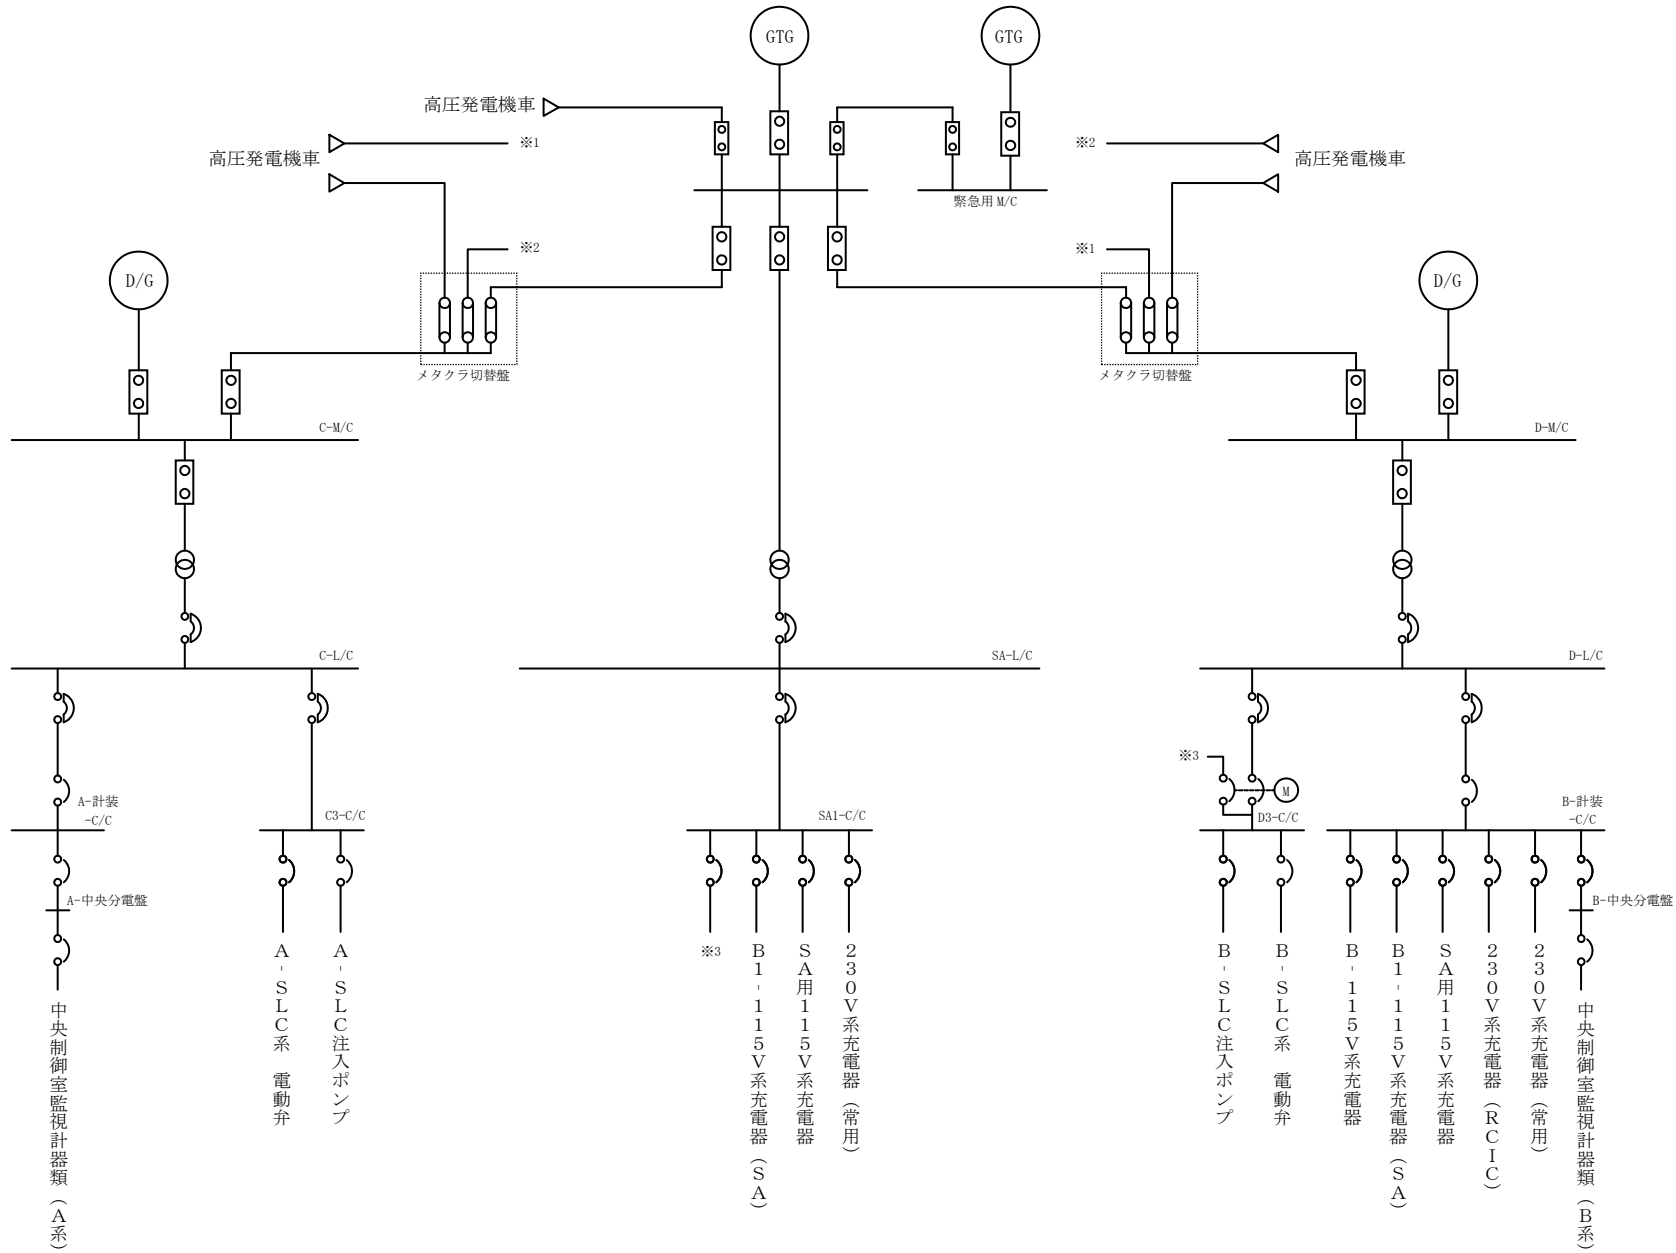 GTG
GTG
高圧発電機車
※1
※2
高圧発電機車
高圧発電機車
緊急用 M/C
※2
※1
D/G
D/G
メタクラ切替盤
メタクラ切替盤
C-M/C
D-M/C
C-L/C
SA-L/C
D-L/C
※3
M
A-計装
-C/C
C3-C/C
SA1-C/C
D3-C/C
B-計装
-C/C
A-中央分電盤
B-中央分電盤
中央制御室監視計器類（A系）
A-SLC系 電動弁
A-SLC注入ポンプ
※3
B1-115V系充電器（SA）
SA用115V系充電器
230V系充電器（常用）
B-SLC注入ポンプ
B-SLC系 電動弁
B-115V系充電器
B1-115V系充電器（SA）
SA用115V系充電器
230V系充電器（RCIC）
230V系充電器（常用）
中央制御室監視計器類（B系）